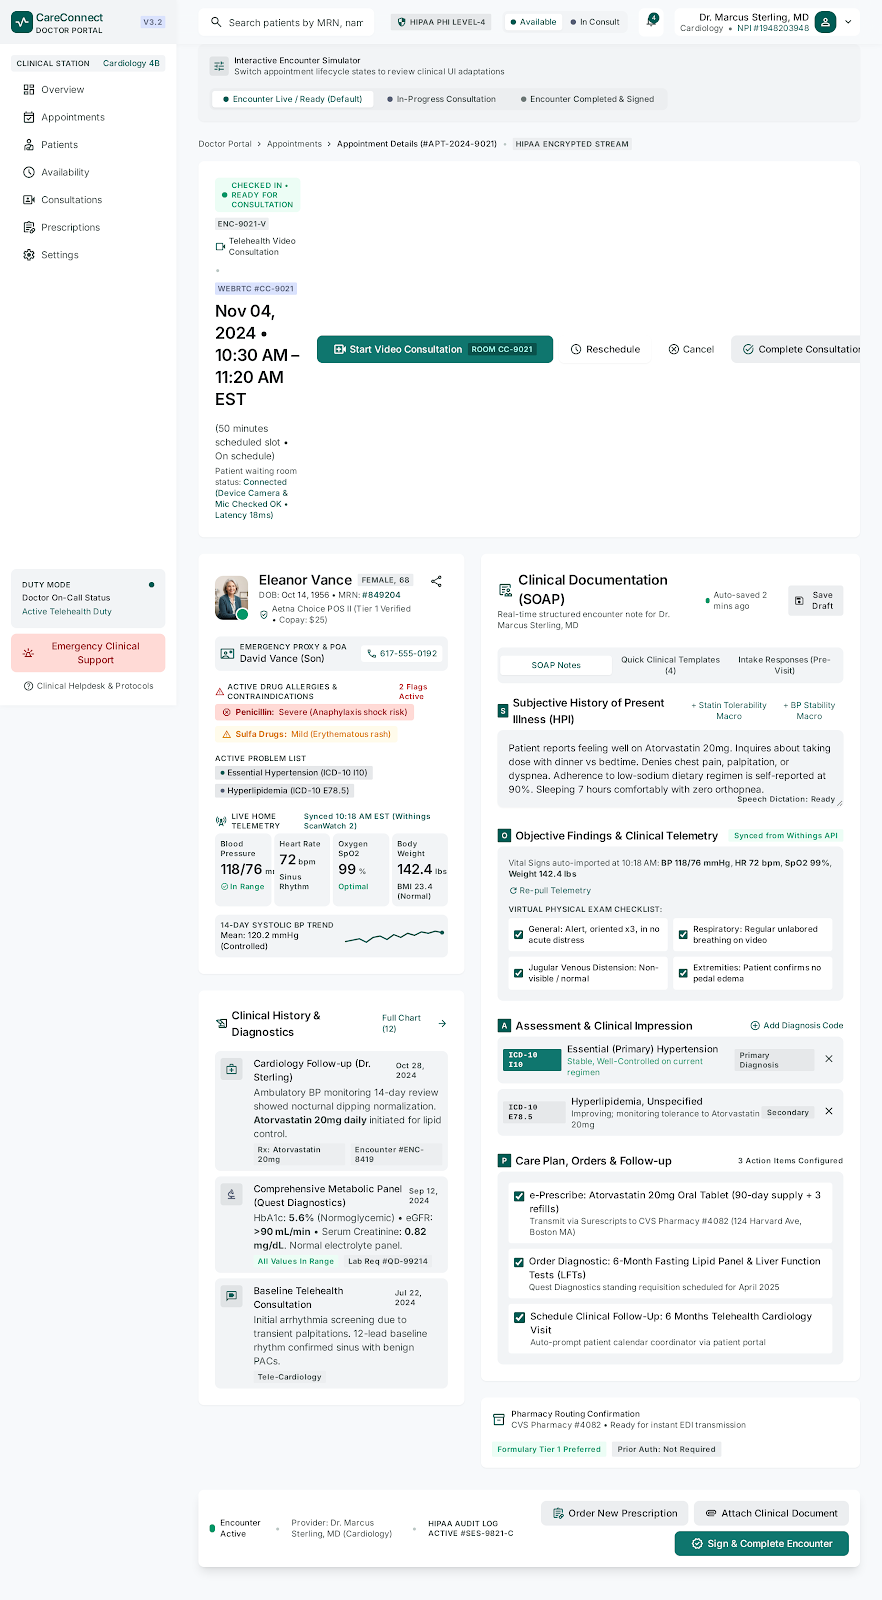 CareConnect
DOCTOR PORTAL
V3.2
Search patients by MRN, nam
HIPAA PHI LEVEL-4
Available
In Consult
4
Dr. Marcus Sterling, MD
Cardiology • NPI #1948203948
CLINICAL STATION
Cardiology 4B
Overview
Appointments
Patients
Availability
Consultations
Prescriptions
Settings
DUTY MODE
Doctor On-Call Status
Active Telehealth Duty
Emergency Clinical
Support
Clinical Helpdesk & Protocols
Interactive Encounter Simulator
Switch appointment lifecycle states to review clinical UI adaptations
Encounter Live / Ready (Default)
In-Progress Consultation
Encounter Completed & Signed
Doctor Portal > Appointments > Appointment Details (#APT-2024-9021) • HIPAA ENCRYPTED STREAM
CHECKED IN •
READY FOR
CONSULTATION
ENC-9021-V
Telehealth Video
Consultation
•
WEBRTC #CC-9021
Nov 04,
2024 •
10:30 AM –
11:20 AM
EST
(50 minutes
scheduled slot •
On schedule)
Patient waiting room
status: Connected
(Device Camera &
Mic Checked OK •
Latency 18ms)
Start Video Consultation ROOM CC-9021
Reschedule
Cancel
Complete Consultation
Eleanor Vance FEMALE, 68
DOB: Oct 14, 1956 • MRN: #849204
Aetna Choice POS II (Tier 1 Verified
• Copay: $25)
EMERGENCY PROXY & POA
David Vance (Son)
617-555-0192
ACTIVE DRUG ALLERGIES &
CONTRAINDICATIONS
2 Flags
Active
Penicillin: Severe (Anaphylaxis shock risk)
Sulfa Drugs: Mild (Erythematous rash)
ACTIVE PROBLEM LIST
• Essential Hypertension (ICD-10 I10)
• Hyperlipidemia (ICD-10 E78.5)
LIVE HOME
TELEMETRY
Synced 10:18 AM EST (Withings
ScanWatch 2)
Blood
Pressure
118/76 m
In Range
Heart Rate
72 bpm
Sinus
Rhythm
Oxygen
SpO2
99 %
Optimal
Body
Weight
142.4 lbs
BMI 23.4
(Normal)
14-DAY SYSTOLIC BP TREND
Mean: 120.2 mmHg
(Controlled)
Clinical History &
Diagnostics
Full Chart
(12)
Cardiology Follow-up (Dr.
Sterling)
Oct 28,
2024
Ambulatory BP monitoring 14-day review
showed nocturnal dipping normalization.
Atorvastatin 20mg daily initiated for lipid
control.
Rx: Atorvastatin
20mg
Encounter #ENC-
8419
Comprehensive Metabolic Panel
(Quest Diagnostics)
Sep 12,
2024
HbA1c: 5.6% (Normoglycemic) • eGFR:
>90 mL/min • Serum Creatinine: 0.82
mg/dL. Normal electrolyte panel.
All Values In Range
Lab Req #QD-99214
Baseline Telehealth
Consultation
Jul 22,
2024
Initial arrhythmia screening due to
transient palpitations. 12-lead baseline
rhythm confirmed sinus with benign
PACs.
Tele-Cardiology
Clinical Documentation
(SOAP)
Real-time structured encounter note for Dr.
Marcus Sterling, MD
Auto-saved 2
mins ago
Save
Draft
SOAP Notes
Quick Clinical Templates
(4)
Intake Responses (Pre-
Visit)
S
Subjective History of Present
Illness (HPI)
+ Statin Tolerability
Macro
+ BP Stability
Macro
Patient reports feeling well on Atorvastatin 20mg. Inquires about taking
dose with dinner vs bedtime. Denies chest pain, palpitation, or
dyspnea. Adherence to low-sodium dietary regimen is self-reported at
90%. Sleeping 7 hours comfortably with zero orthopnea.
Speech Dictation: Ready
O
Objective Findings & Clinical Telemetry
Synced from Withings API
Vital Signs auto-imported at 10:18 AM: BP 118/76 mmHg, HR 72 bpm, SpO2 99%,
Weight 142.4 lbs
Re-pull Telemetry
VIRTUAL PHYSICAL EXAM CHECKLIST:
General: Alert, oriented x3, in no
acute distress
Respiratory: Regular unlabored
breathing on video
Jugular Venous Distension: Non-
visible / normal
Extremities: Patient confirms no
pedal edema
A
Assessment & Clinical Impression
Add Diagnosis Code
ICD-10
I10
Essential (Primary) Hypertension
Stable, Well-Controlled on current
regimen
Primary
Diagnosis
ICD-10
E78.5
Hyperlipidemia, Unspecified
Improving; monitoring tolerance to Atorvastatin
20mg
Secondary
P
Care Plan, Orders & Follow-up
3 Action Items Configured
e-Prescribe: Atorvastatin 20mg Oral Tablet (90-day supply + 3
refills)
Transmit via Surescripts to CVS Pharmacy #4082 (124 Harvard Ave,
Boston MA)
Order Diagnostic: 6-Month Fasting Lipid Panel & Liver Function
Tests (LFTs)
Quest Diagnostics standing requisition scheduled for April 2025
Schedule Clinical Follow-Up: 6 Months Telehealth Cardiology
Visit
Auto-prompt patient calendar coordinator via patient portal
Pharmacy Routing Confirmation
CVS Pharmacy #4082 • Ready for instant EDI transmission
Formulary Tier 1 Preferred
Prior Auth: Not Required
Encounter
Active
•
Provider: Dr. Marcus
Sterling, MD (Cardiology)
•
HIPAA AUDIT LOG
ACTIVE #SES-9821-C
Order New Prescription
Attach Clinical Document
Sign & Complete Encounter